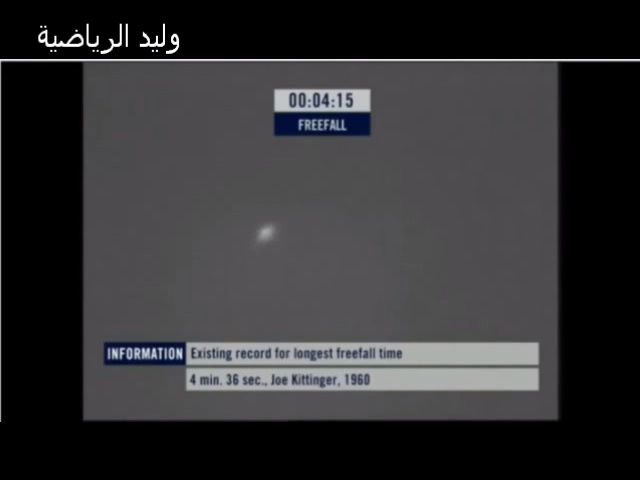 وليد الرياضية
00:04:15
FREEFALL
INFORMATION Existing record for longest freefall time
4 min. 36 sec., Joe Kittinger, 1960